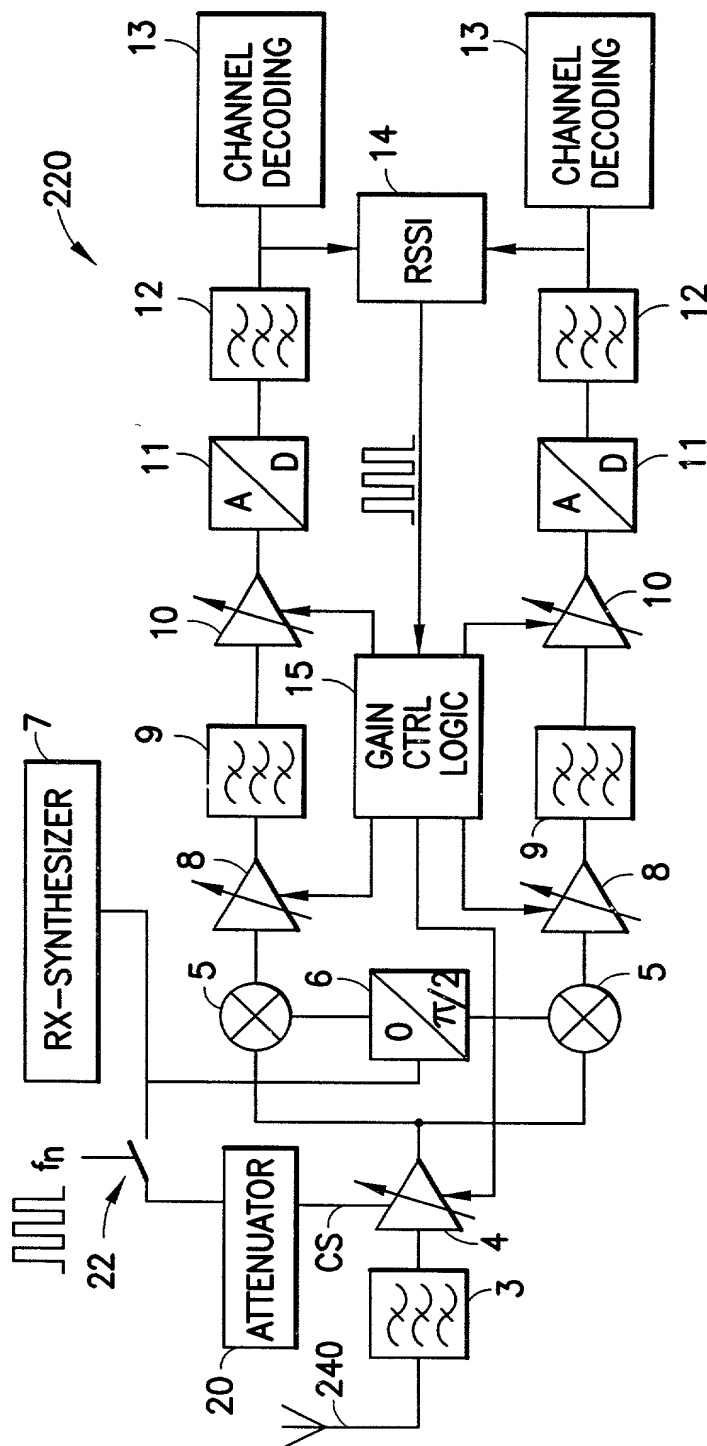 220
7
RX-SYNTHESIZER
fn
22
ATTENUATOR
20
CS
240
3
4
5
6
0
π/2
5
8
9
10
11
A
D
12
13
CHANNEL
DECODING
14
RSSI
15
GAIN
CTRL
LOGIC
8
9
10
11
A
D
12
13
CHANNEL
DECODING